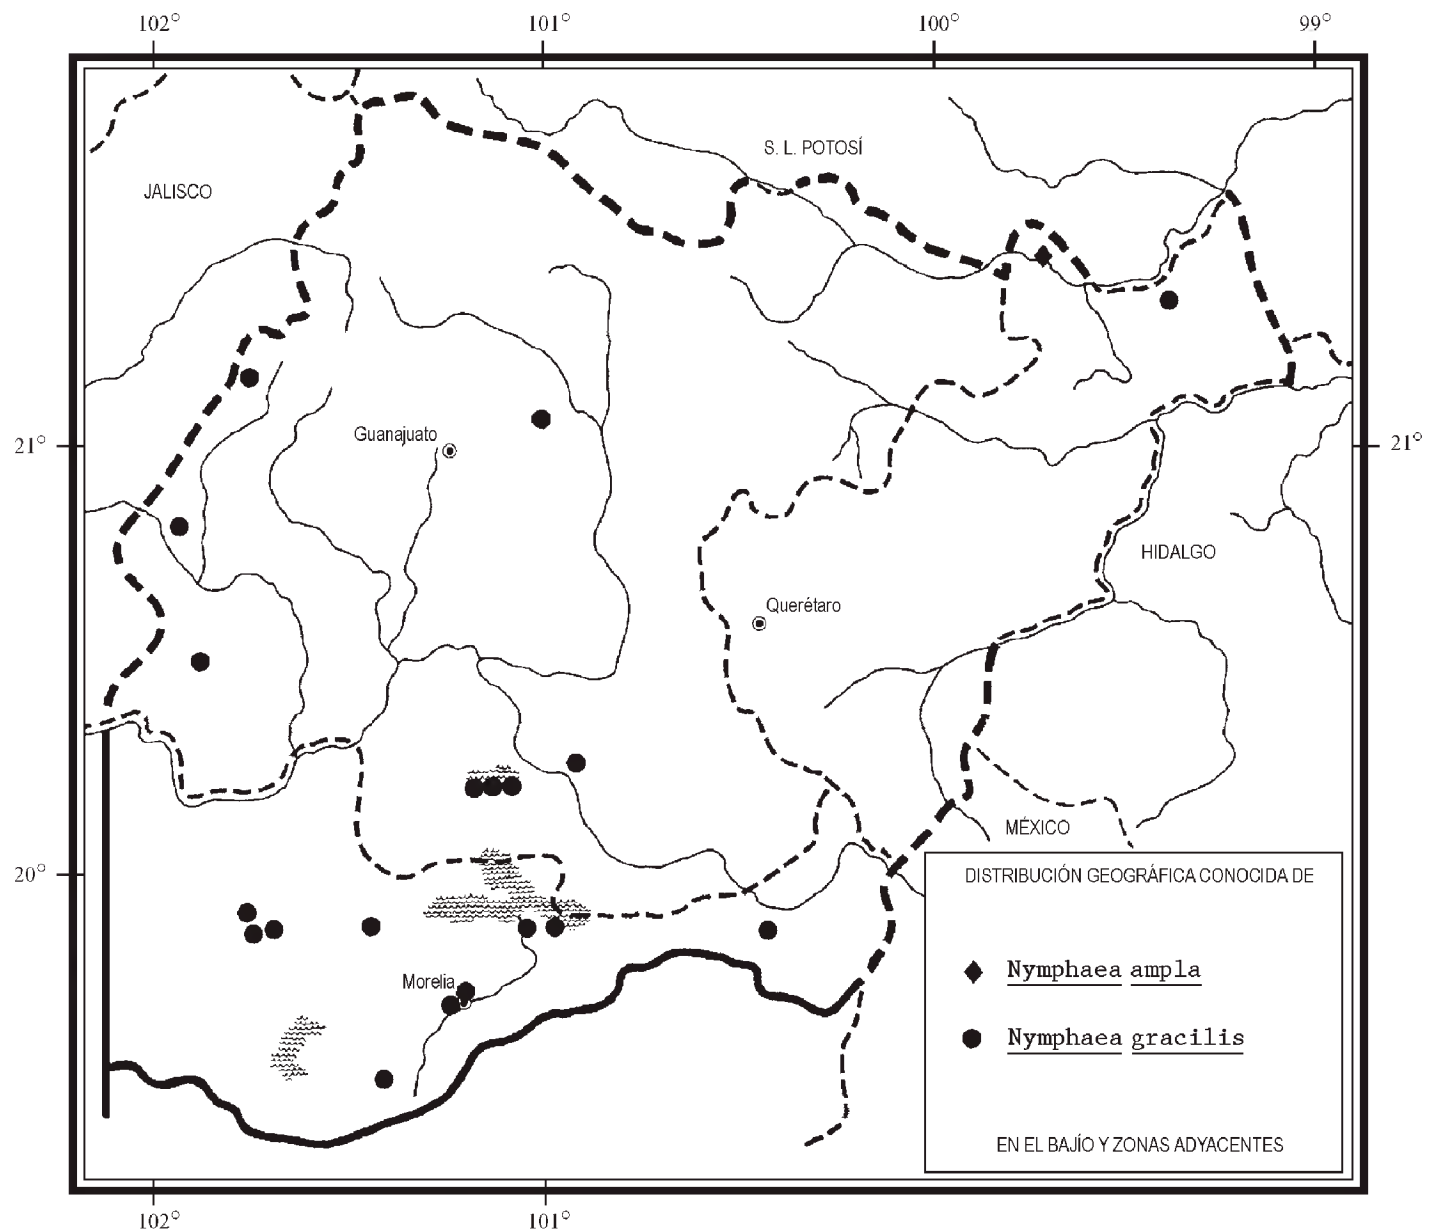 102° 101° 100° 99°
S. L. POTOSÍ
JALISCO
Guanajuato
21° 21°
HIDALGO
Querétaro
MÉXICO
20°
DISTRIBUCIÓN GEOGRÁFICA CONOCIDA DE
Nymphaea ampla
Morelia
Nymphaea gracilis
EN EL BAJÍO Y ZONAS ADYACENTES
102° 101°